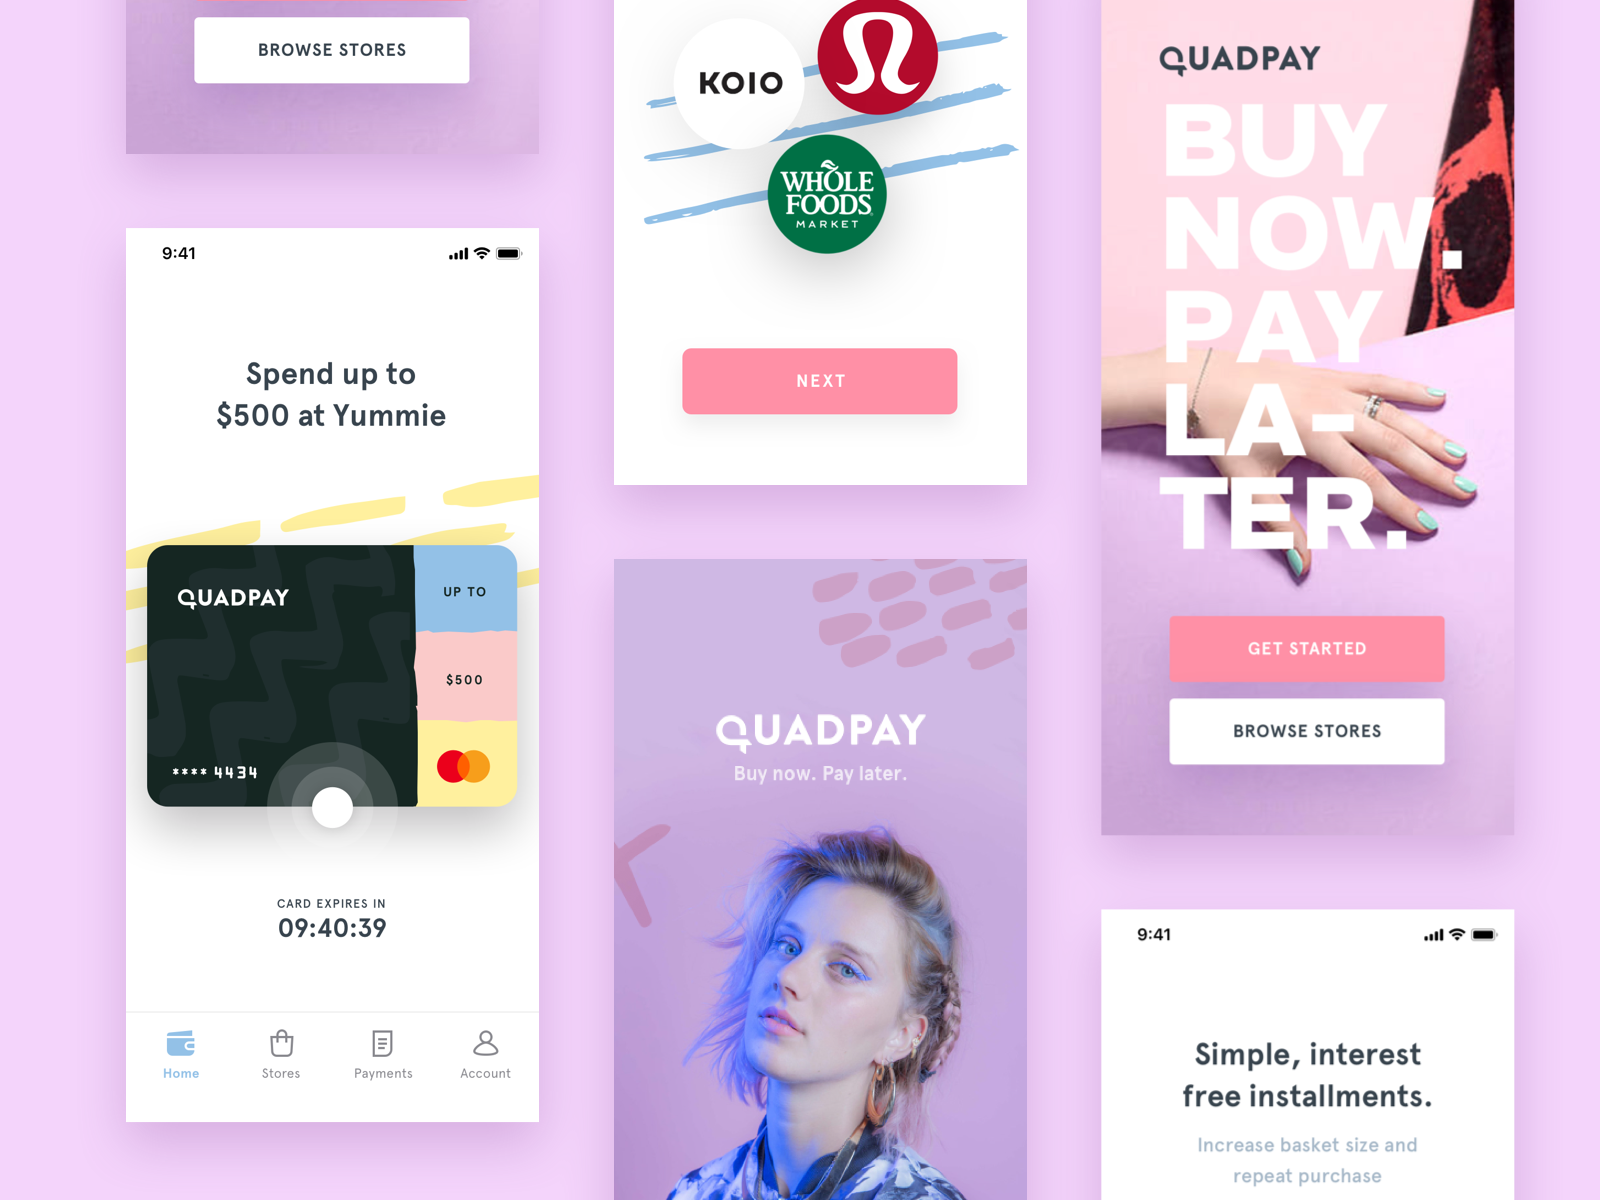 BROWSE STORES
9:41
Spend up to
$500 at Yummie
QUADPAY
UP TO
$500
**** 4434
CARD EXPIRES IN
09:40:39
Home
Stores
Payments
Account
KOIO
WHOLE
FOODS
MARKET
NEXT
QUADPAY
Buy now. Pay later.
QUADPAY
BUY
NOW.
PAY
LA-
TER.
GET STARTED
BROWSE STORES
9:41
Simple, interest
free installments.
Increase basket size and
repeat purchase